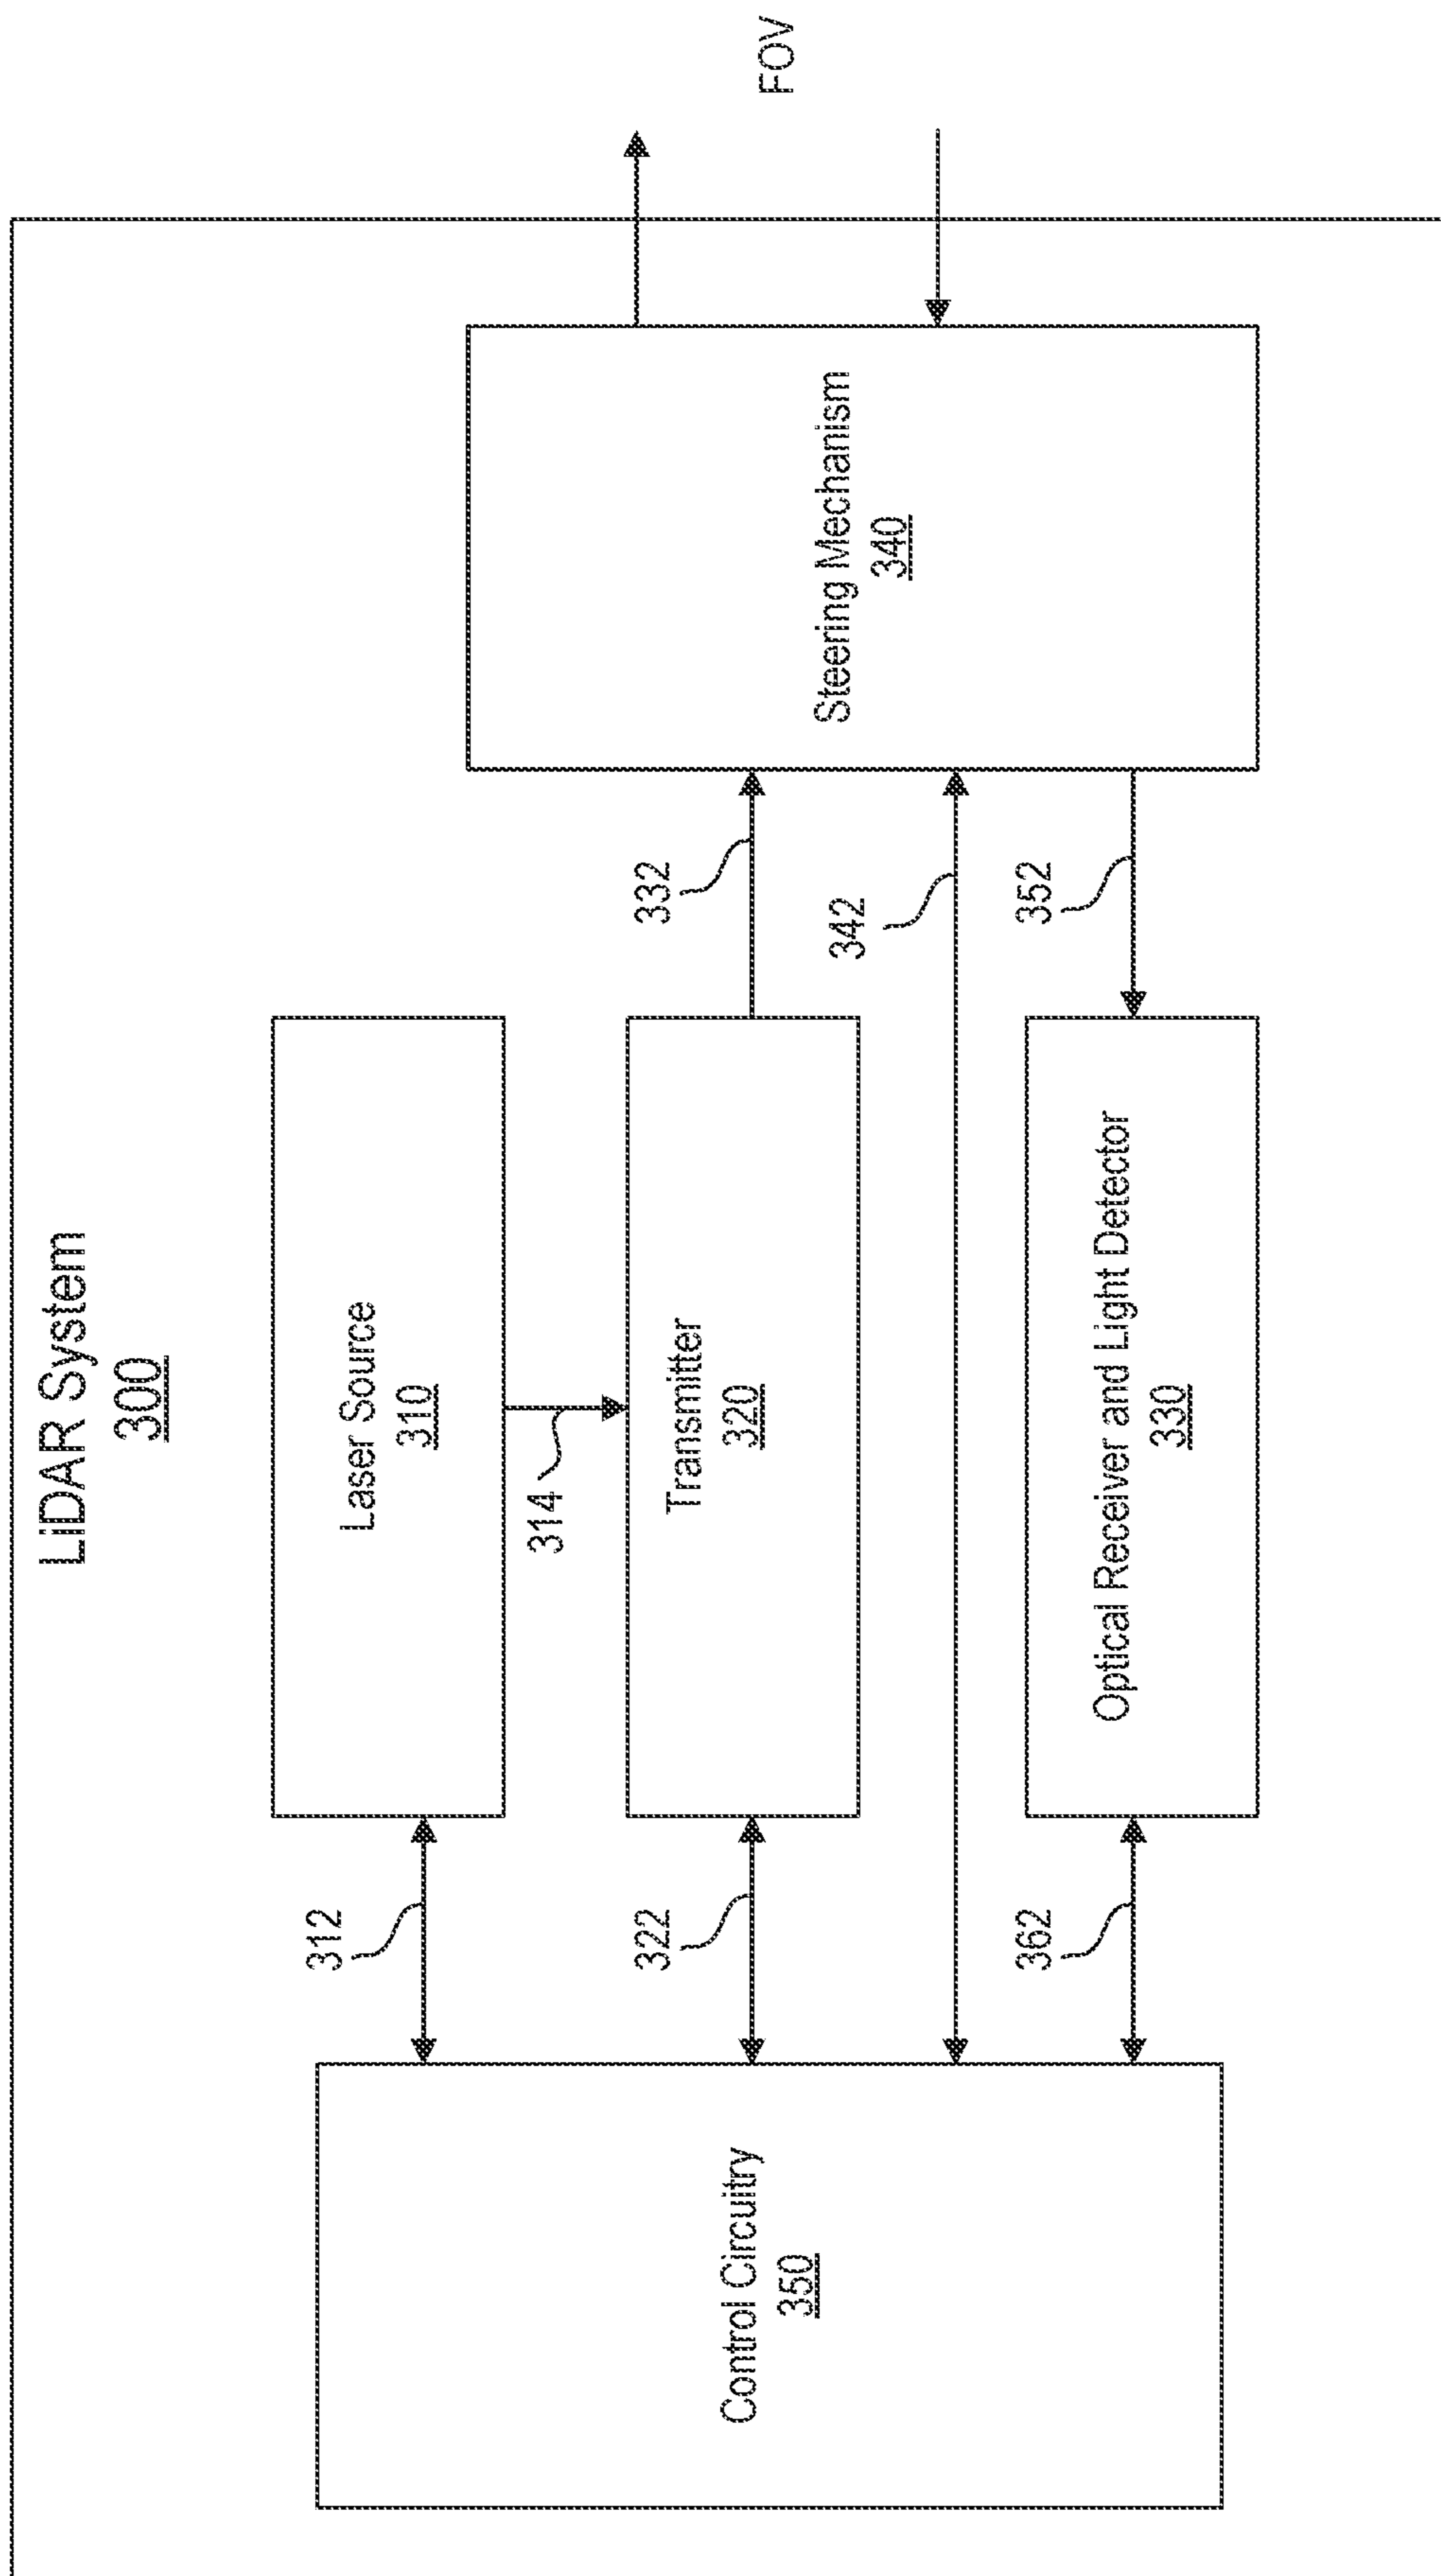 LiDAR System
300
Laser Source
310
312
314
Transmitter
320
322
332
FOV
Control Circuitry
350
342
Steering Mechanism
340
Optical Receiver and Light Detector
330
362
352